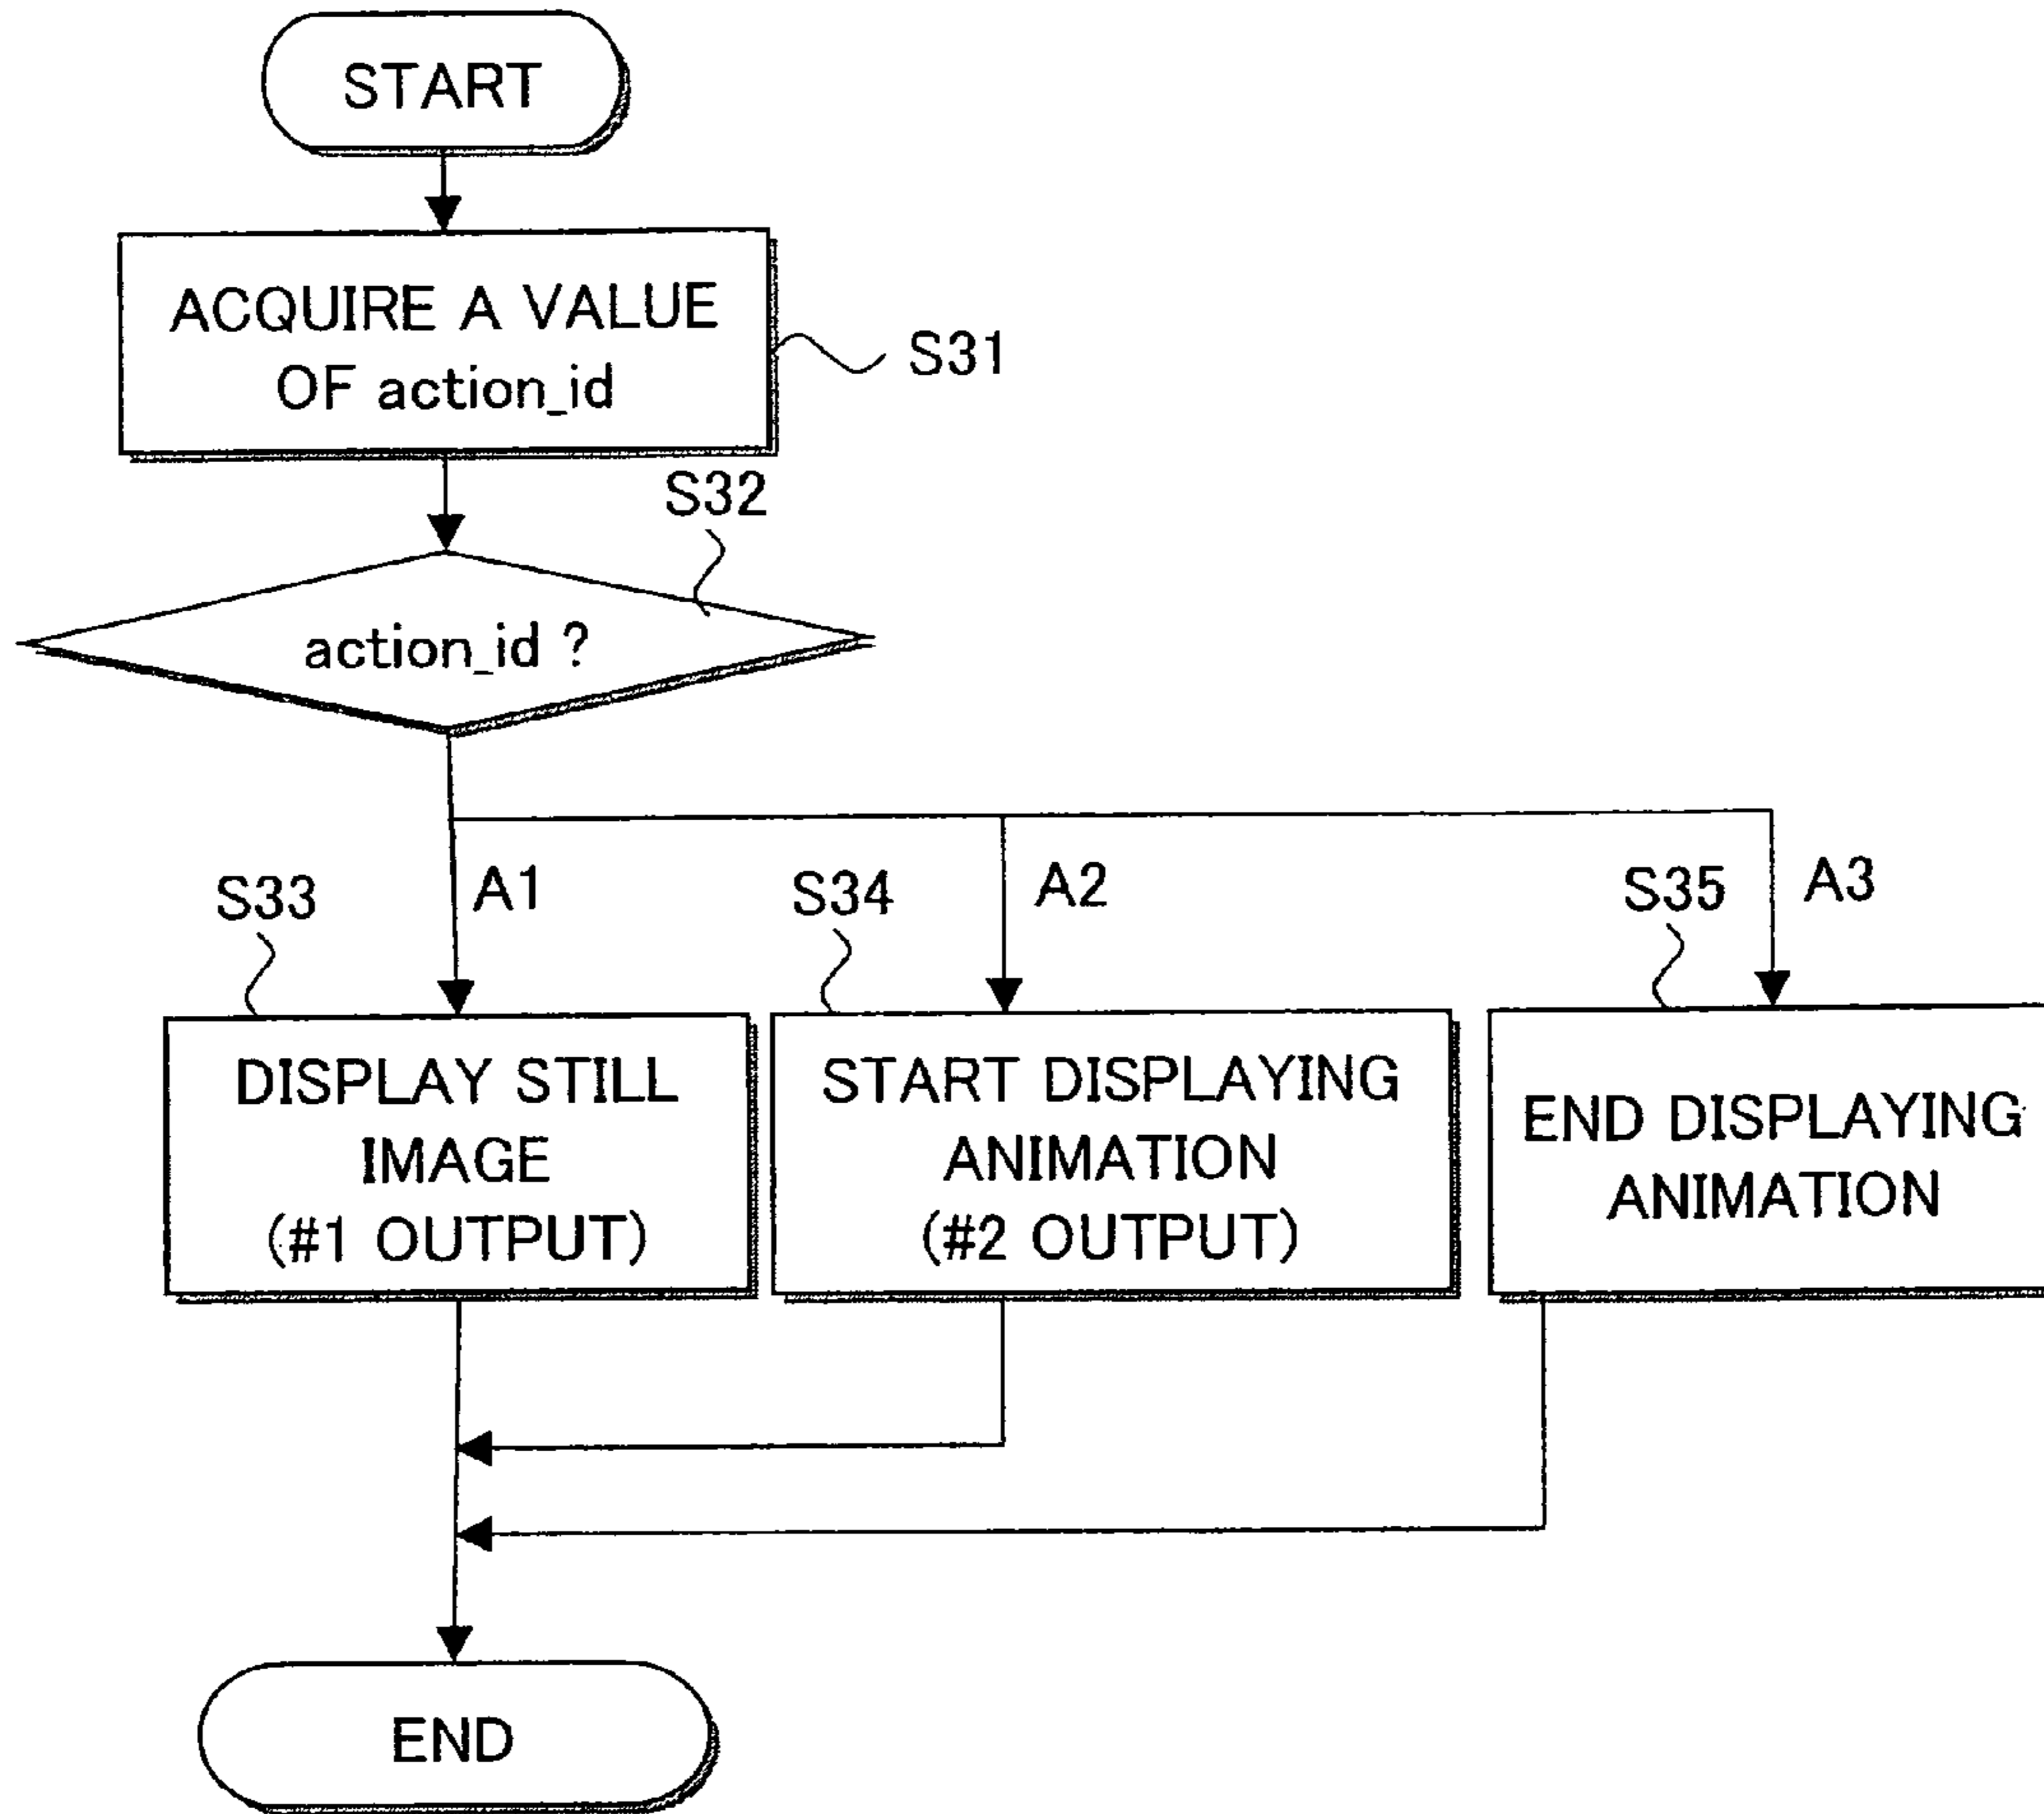 START
ACQUIRE A VALUE
OF action_id
S31
S32
action_id ?
A1
A2
A3
S33
S34
S35
DISPLAY STILL
IMAGE
(#1 OUTPUT)
START DISPLAYING
ANIMATION
(#2 OUTPUT)
END DISPLAYING
ANIMATION
END